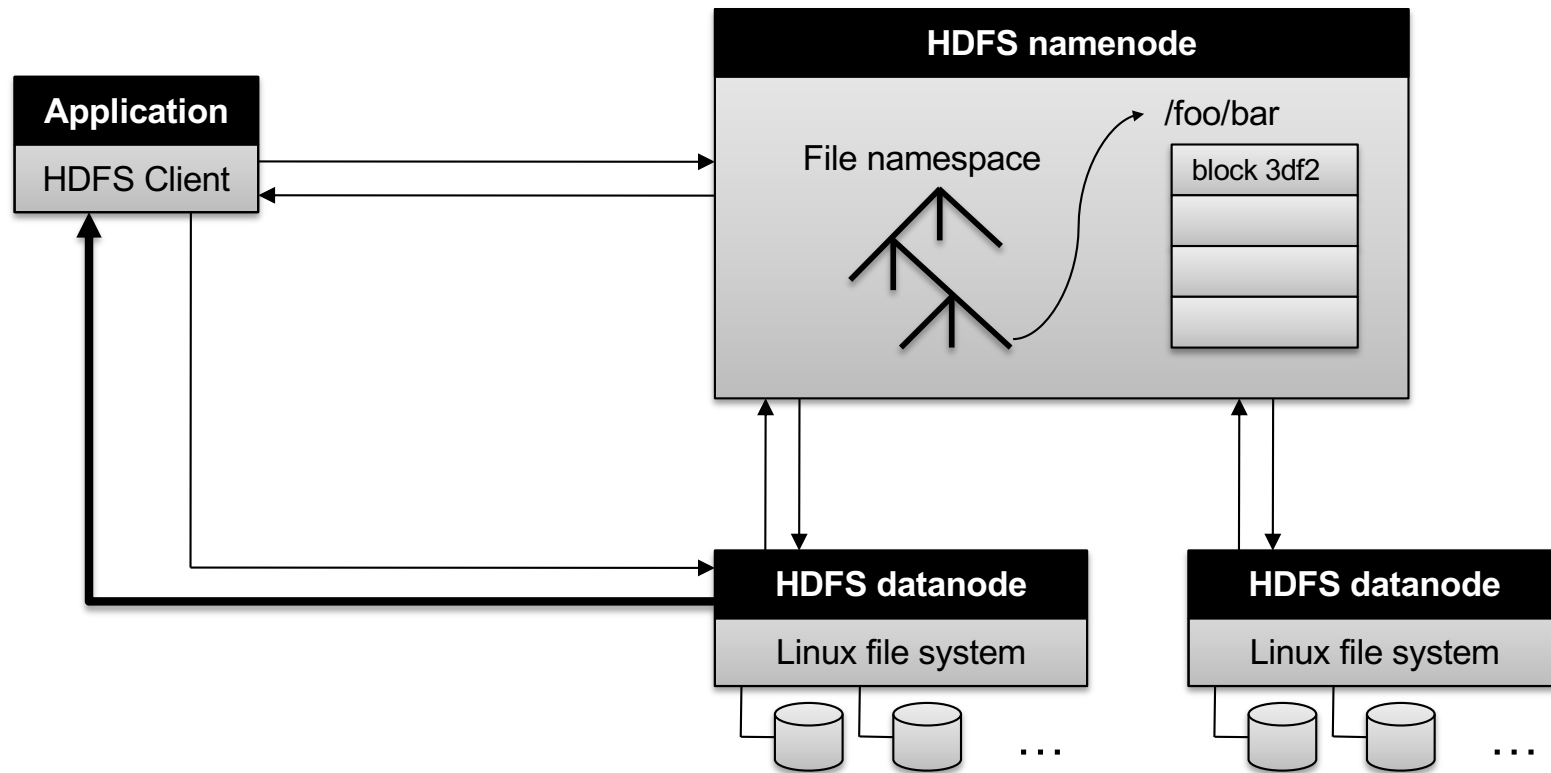 HDFS namenode
Application
HDFS Client
File namespace
/foo/bar
block 3df2
HDFS datanode
Linux file system
...
HDFS datanode
Linux file system
...